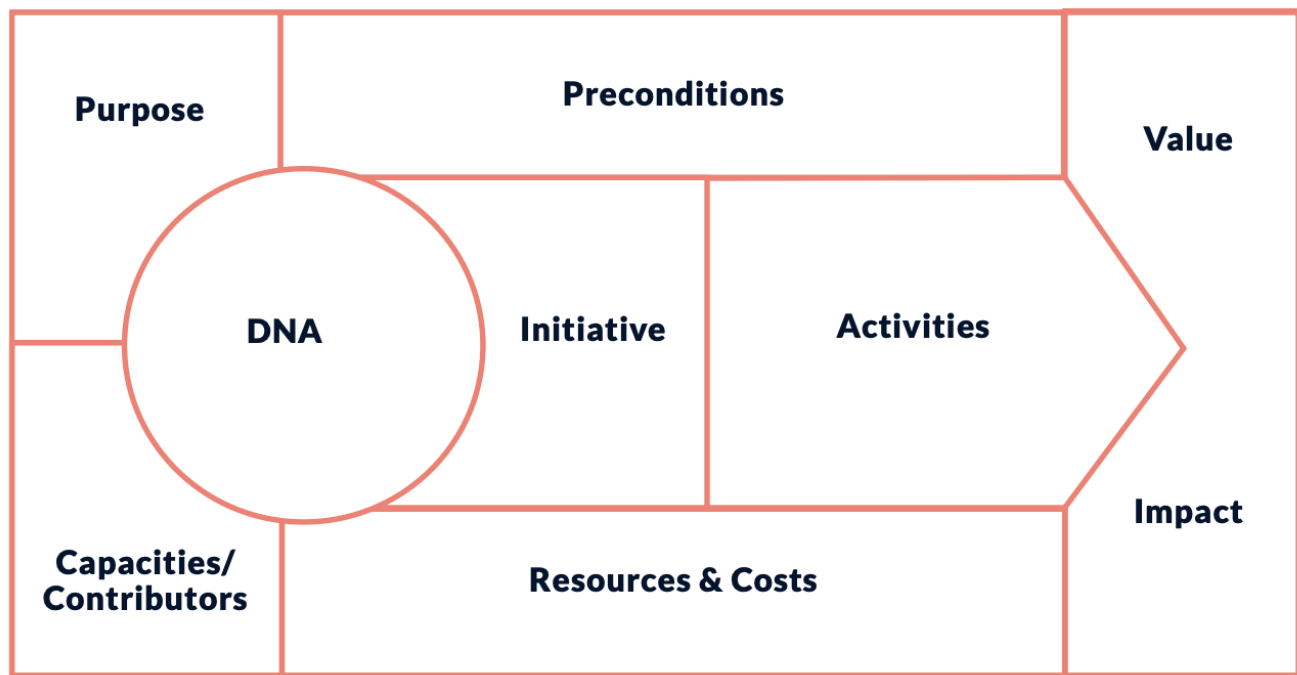 Purpose
Preconditions
Value
DNA
Initiative
Activities
Impact
Capacities/
Contributors
Resources & Costs